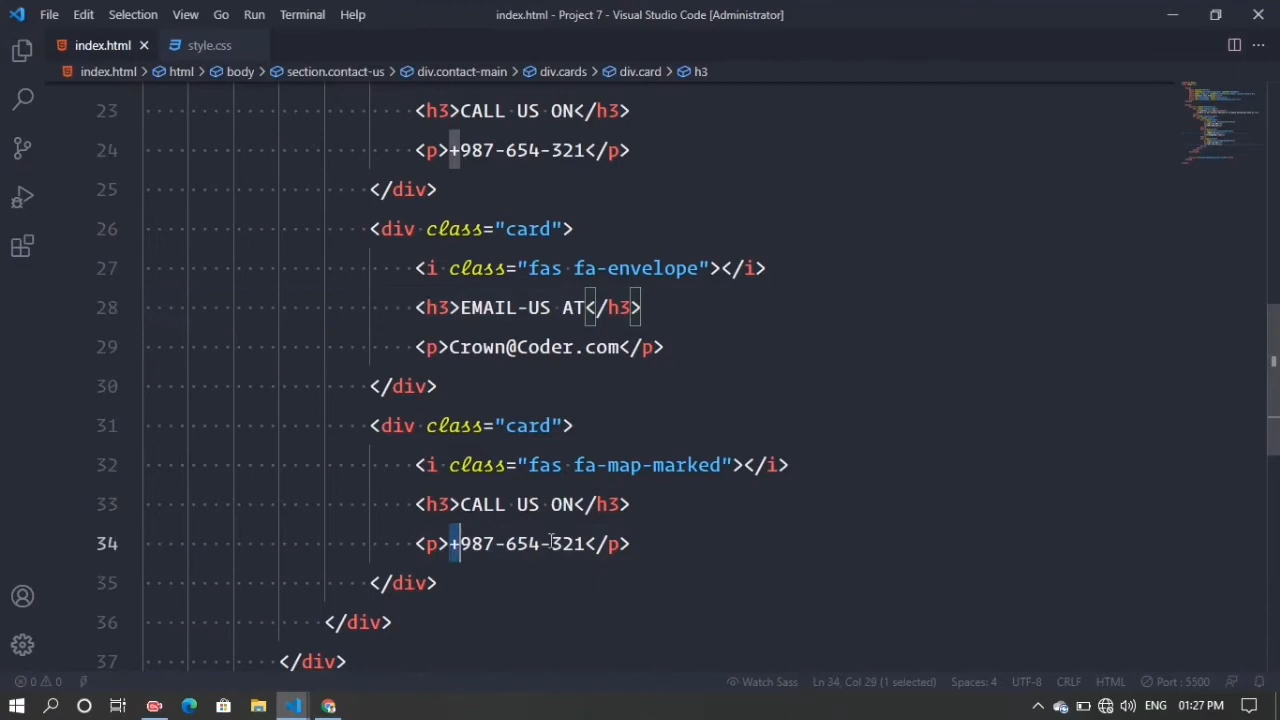 File Edit Selection View Go Run Terminal Help index.html - Project 7 - Visual Studio Code [Administrator]
index.html style.css
index.html > html > body > section.contact-us > div.contact-main > div.cards > div.card > h3
23 <h3>CALL US ON</h3>
24 <p>+987-654-321</p>
25 </div>
26 <div class="card">
27 <i class="fas fa-envelope"></i>
28 <h3>EMAIL-US AT</h3>
29 <p>Crown@Coder.com</p>
30 </div>
31 <div class="card">
32 <i class="fas fa-map-marked"></i>
33 <h3>CALL US ON</h3>
34 <p>+987-654-321</p>
35 </div>
36 </div>
37 </div>
0 0 Watch Sass Ln 34, Col 29 (1 selected) Spaces: 4 UTF-8 CRLF HTML Port : 5500
ENG 01:27 PM